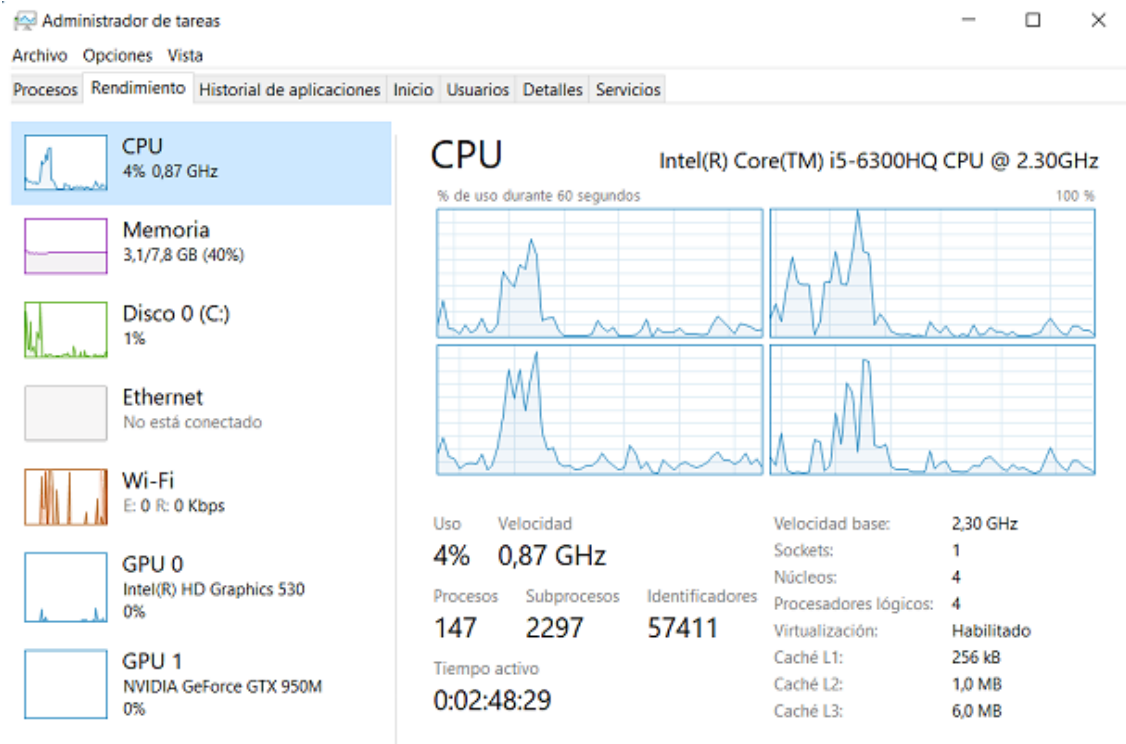 Administrador de tareas
Archivo Opciones Vista
Procesos Rendimiento Historial de aplicaciones Inicio Usuarios Detalles Servicios
CPU
4% 0,87 GHz
Memoria
3,1/7,8 GB (40%)
Disco 0 (C:)
1%
Ethernet
No está conectado
Wi-Fi
E: 0 R: 0 Kbps
GPU 0
Intel(R) HD Graphics 530
0%
GPU 1
NVIDIA GeForce GTX 950M
0%
CPU Intel(R) Core(TM) i5-6300HQ CPU @ 2.30GHz
% de uso durante 60 segundos 100 %
Uso Velocidad
4% 0,87 GHz
Procesos Subprocesos Identificadores
147 2297 57411
Tiempo activo
0:02:48:29
Velocidad base: 2,30 GHz
Sockets: 1
Núcleos: 4
Procesadores lógicos: 4
Virtualización: Habilitado
Caché L1: 256 kB
Caché L2: 1,0 MB
Caché L3: 6,0 MB